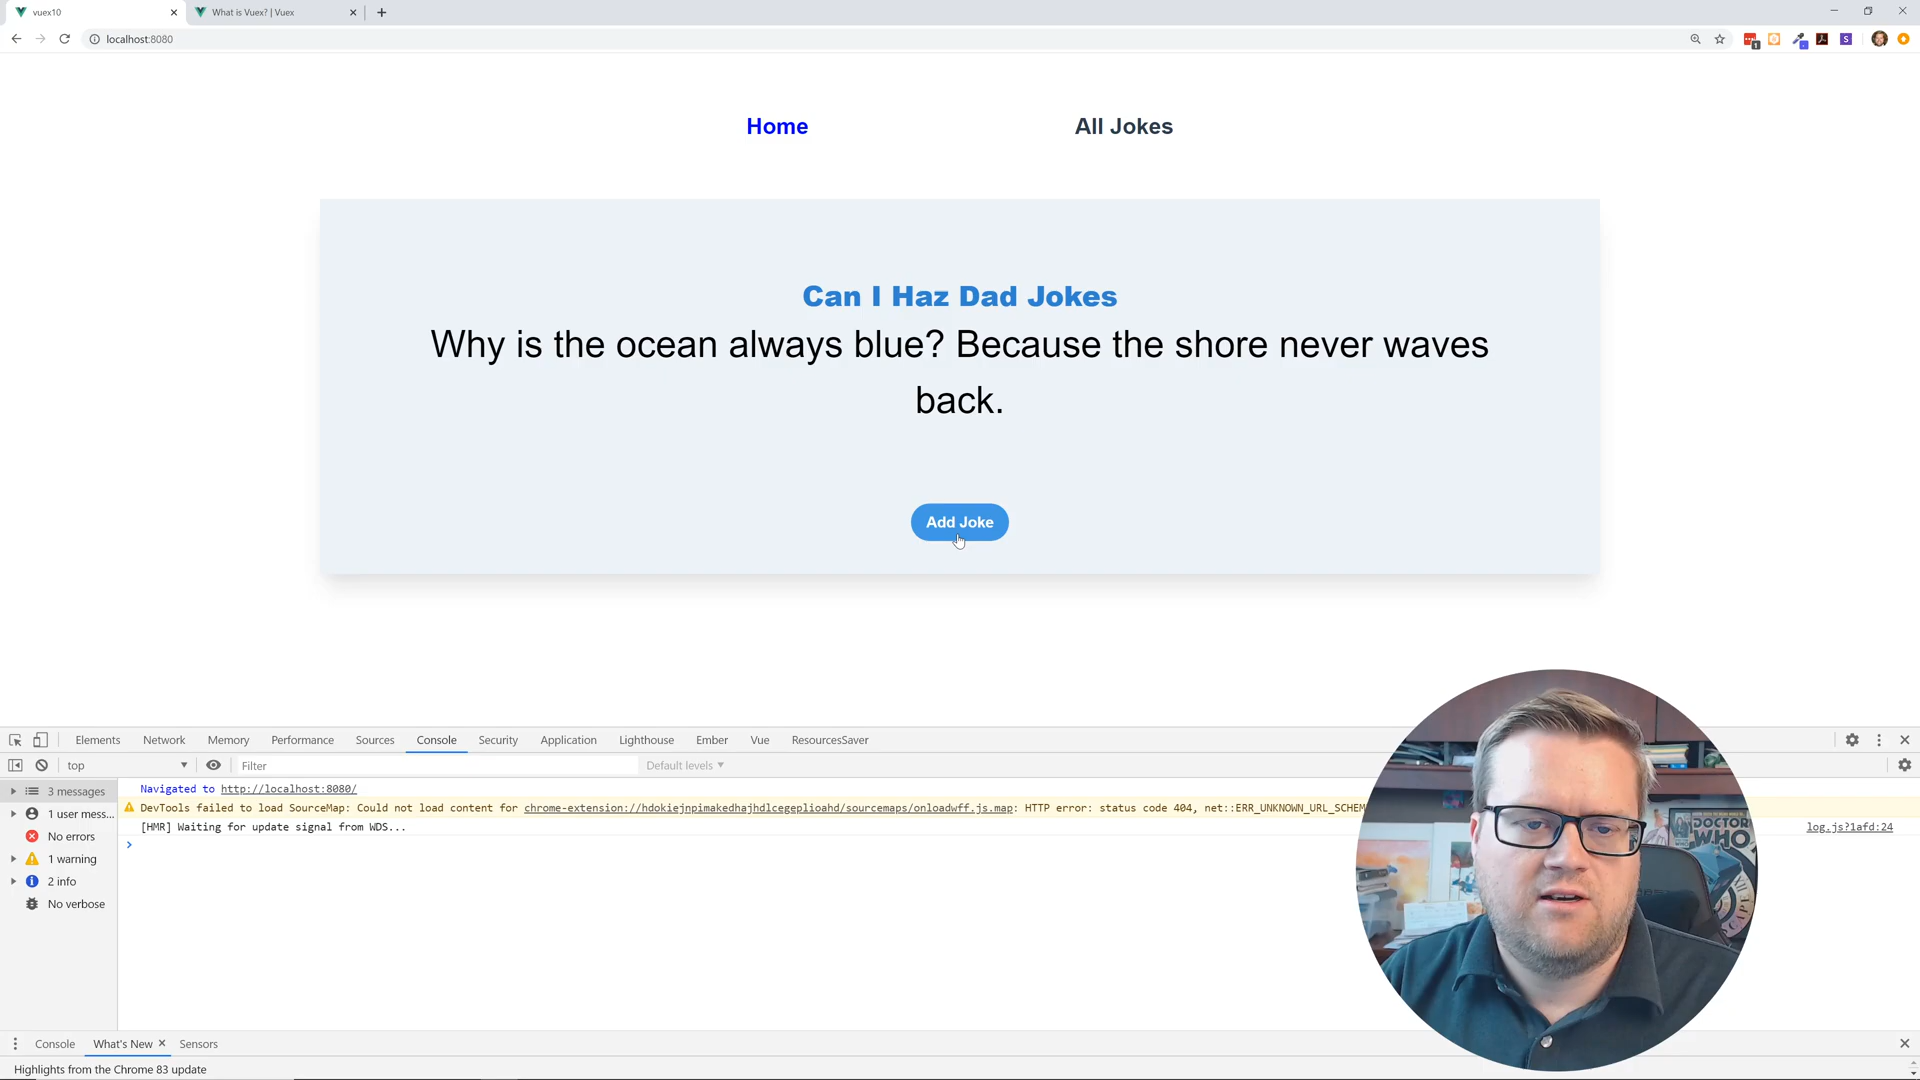 vuex10
What is Vuex? | Vuex
localhost:8080
Home
All Jokes
Can I Haz Dad Jokes
Why is the ocean always blue? Because the shore never waves
back.
Add Joke
Elements
Network
Memory
Performance
Sources
Console
Security
Application
Lighthouse
Ember
Vue
ResourcesSaver
top
Filter
Default levels
3 messages
1 user mess...
No errors
1 warning
2 info
No verbose
Navigated to http://localhost:8080/
DevTools failed to load SourceMap: Could not load content for chrome-extension://hdokiejnpimakedhajhdlcegeplioahd/sourcemaps/onloadwff.js.map: HTTP error: status code 404, net::ERR_UNKNOWN_URL_SCHEM
[HMR] Waiting for update signal from WDS...
log.js?1afd:24
DOCTOR
WHO
Console
What's New
Sensors
Highlights from the Chrome 83 update